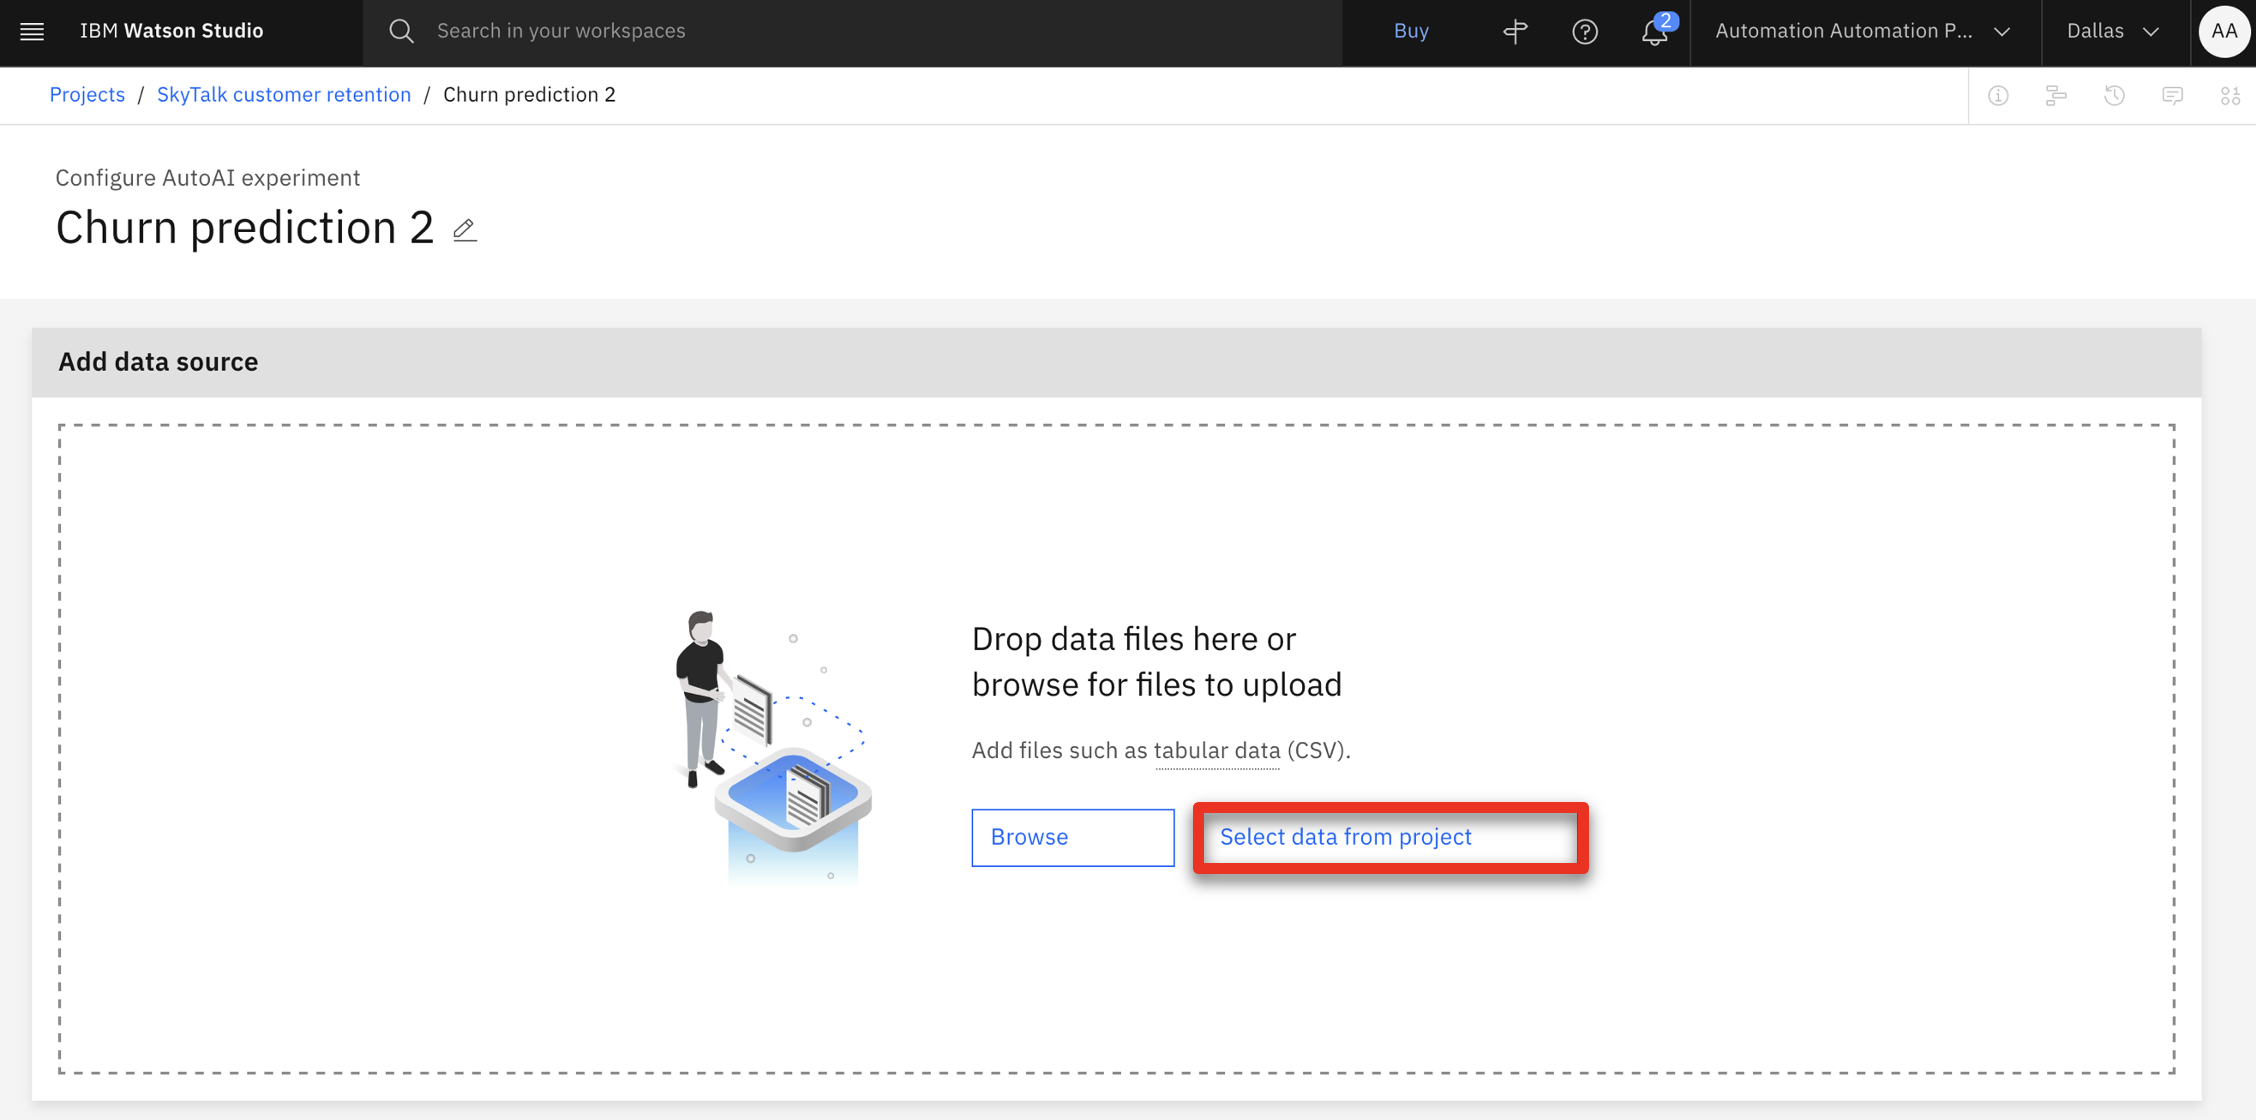 IBM Watson Studio
Search in your workspaces
Buy
2
Automation Automation P...
Dallas
AA
Projects / SkyTalk customer retention / Churn prediction 2
Configure AutoAI experiment
Churn prediction 2
Add data source
Drop data files here or
browse for files to upload
Add files such as tabular data (CSV).
Browse
Select data from project